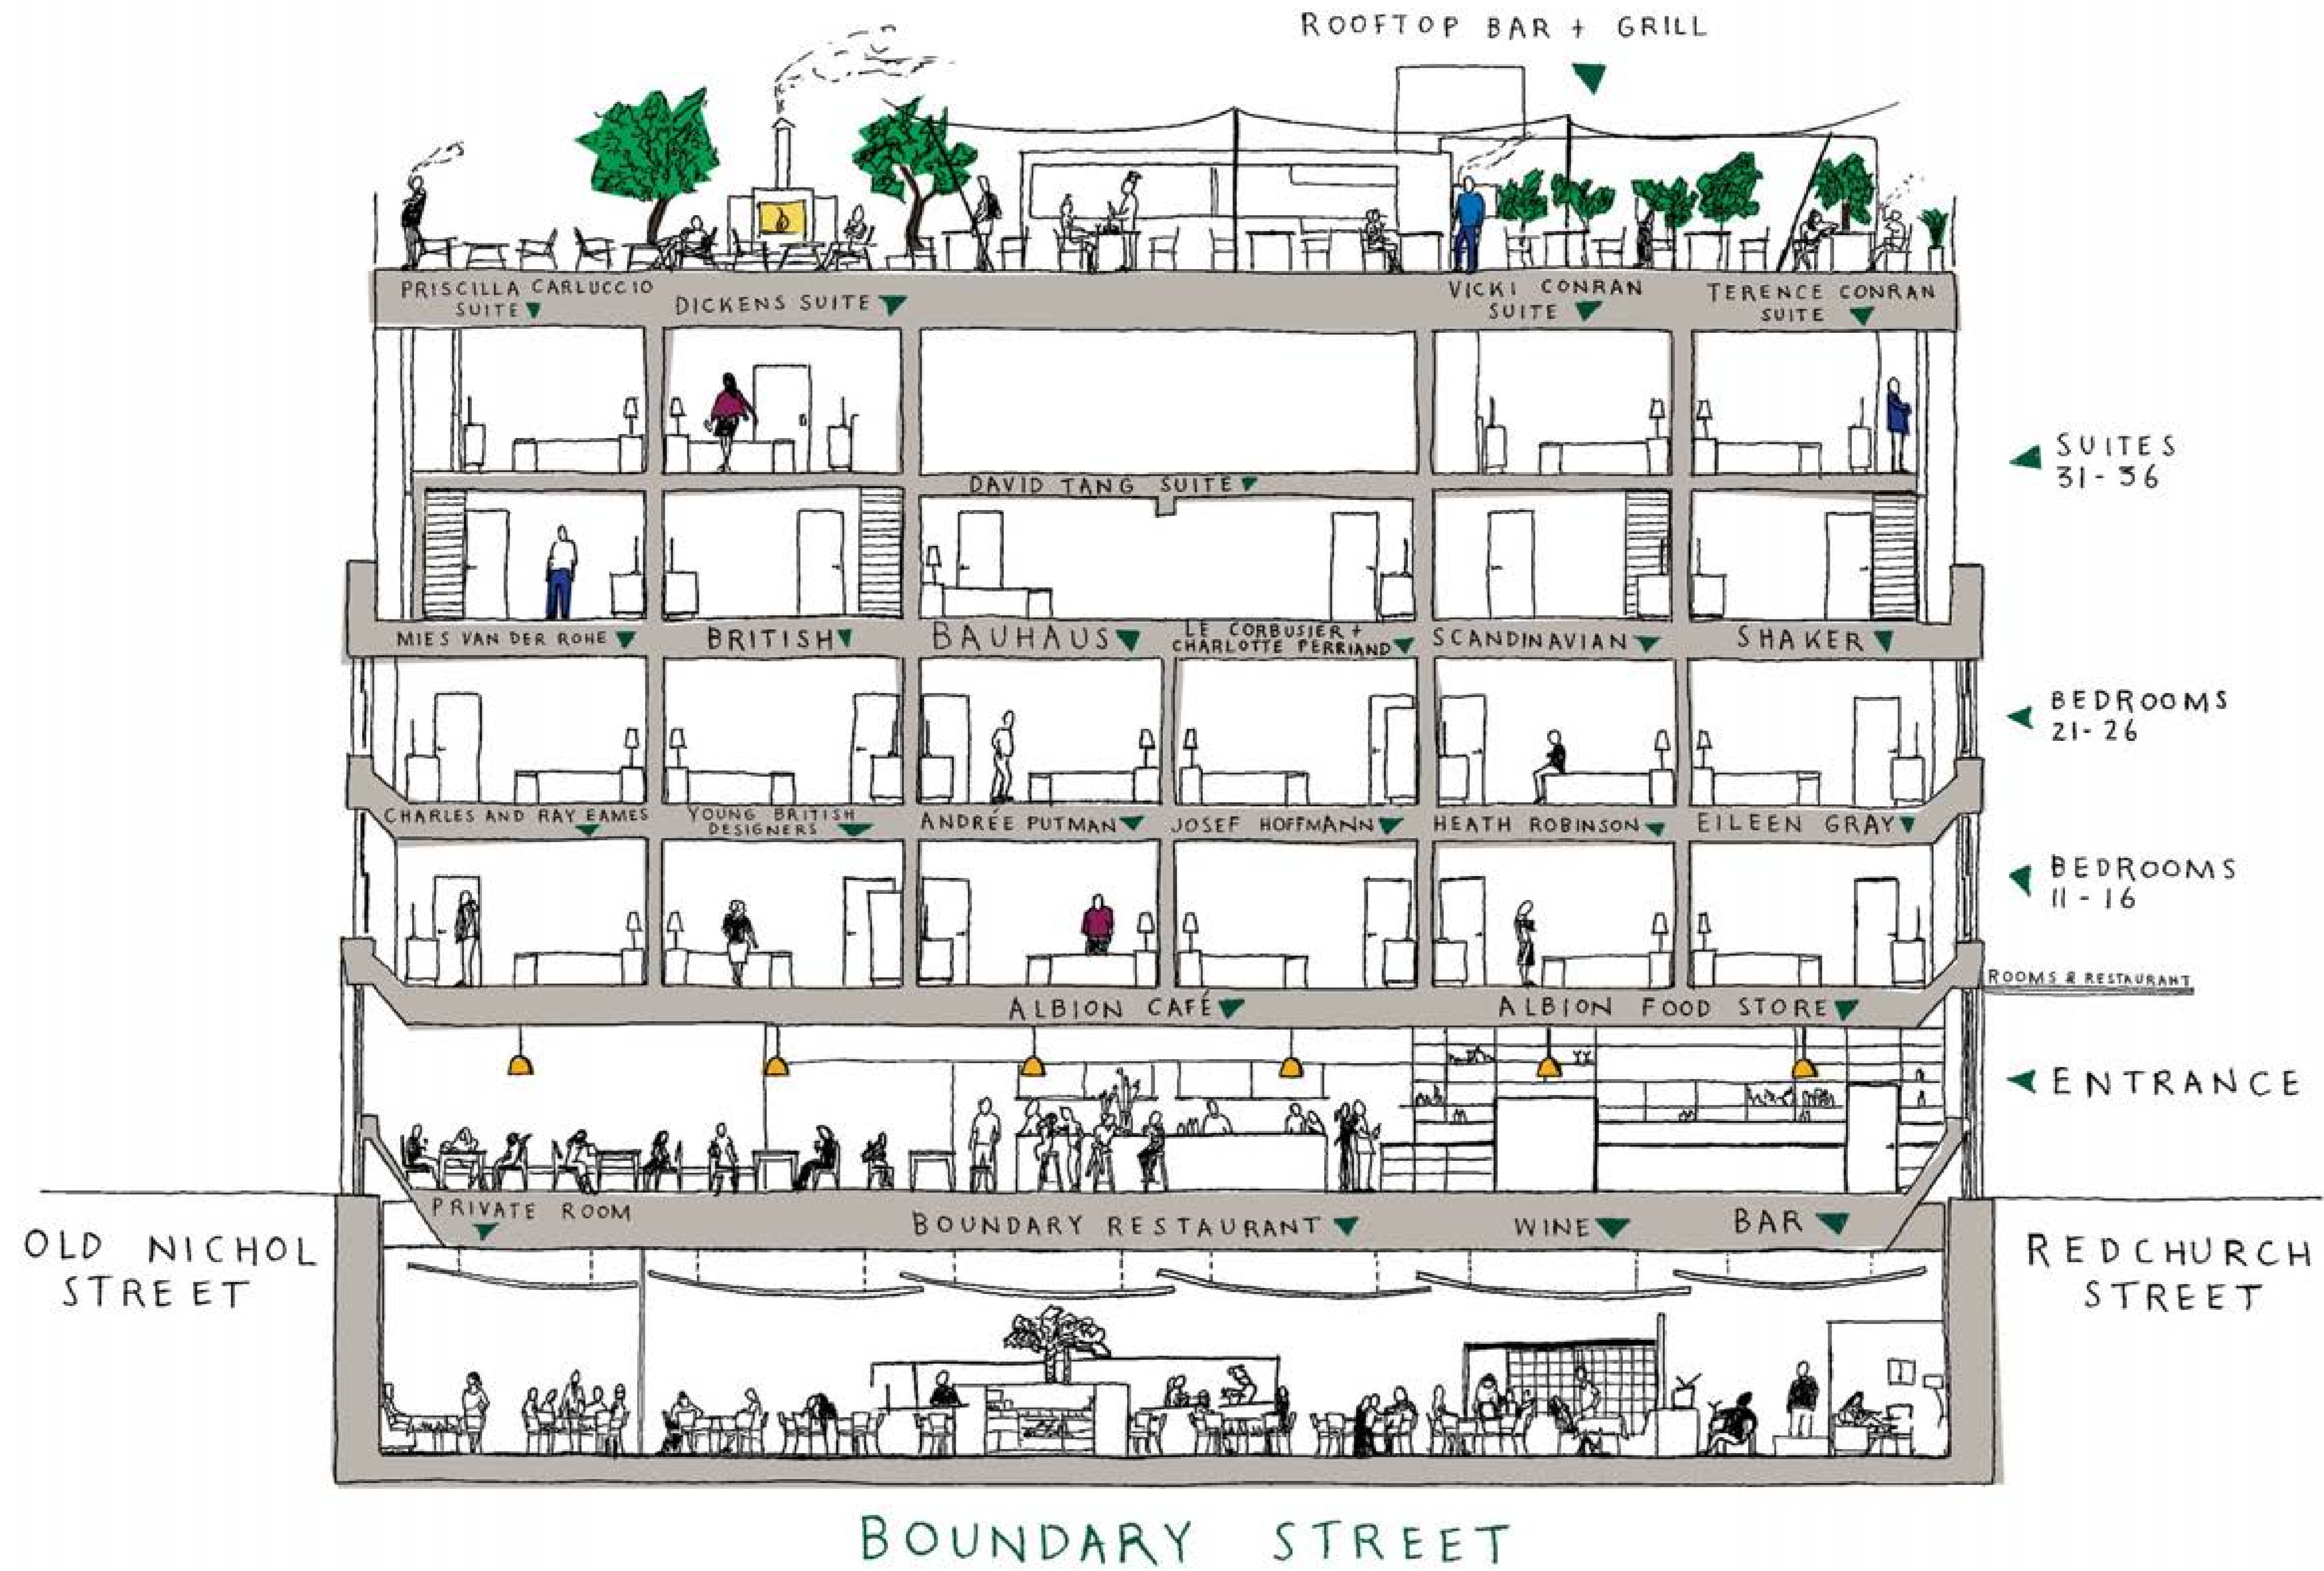 ROOFTOP BAR + GRILL
PRISCILLA CARLUCCIO
SUITE
DICKENS SUITE
VICKI CONRAN
SUITE
TERENCE CONRAN
SUITE
SUITES
31-36
DAVID TANG SUITE
MIES VAN DER ROHE
BRITISH
BAUHAUS
LE CORBUSIER +
CHARLOTTE PERRIAND
SCANDINAVIAN
SHAKER
BEDROOMS
21-26
CHARLES AND RAY EAMES
YOUNG BRITISH
DESIGNERS
ANDRÉE PUTMAN
JOSEF HOFFMANN
HEATH ROBINSON
EILEEN GRAY
BEDROOMS
11-16
ROOMS & RESTAURANT
ALBION CAFÉ
ALBION FOOD STORE
ENTRANCE
PRIVATE ROOM
BOUNDARY RESTAURANT
WINE
BAR
OLD NICHOL
STREET
REDCHURCH
STREET
BOUNDARY STREET